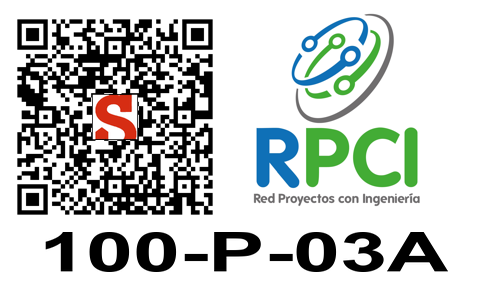 S
RPCI
Red Proyectos con Ingeniería
100-P-03A